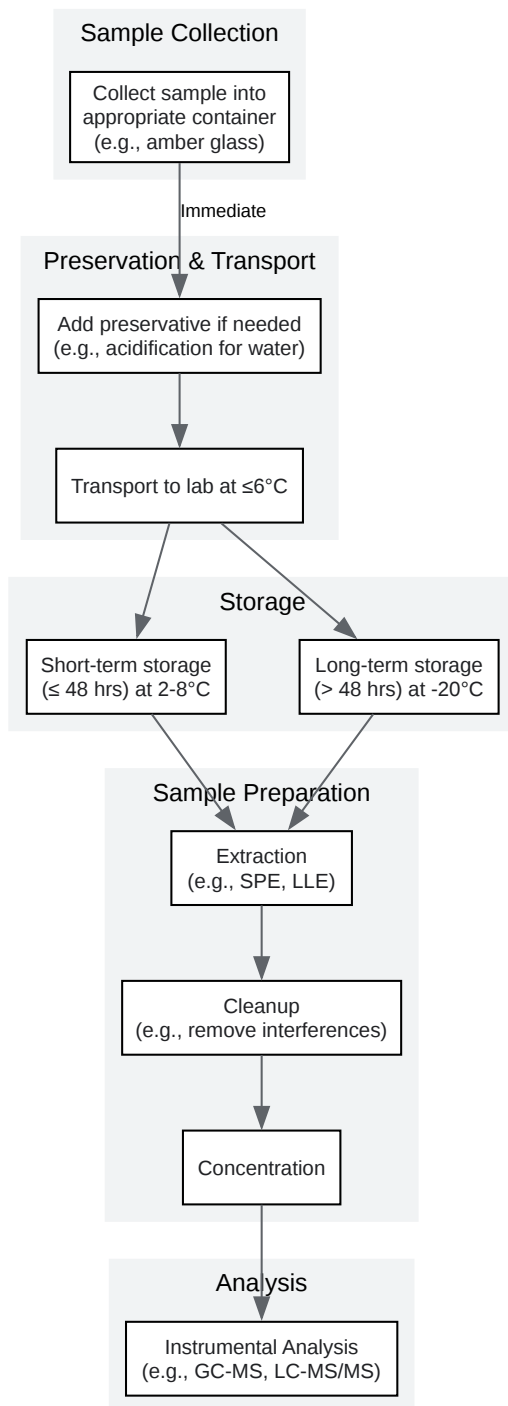 Sample Collection
Collect sample into
appropriate container
(e.g., amber glass)
Immediate
Preservation & Transport
Add preservative if needed
(e.g., acidification for water)
Transport to lab at ≤6°C
Storage
Short-term storage
(≤ 48 hrs) at 2-8°C
Long-term storage
(> 48 hrs) at -20°C
Sample Preparation
Extraction
(e.g., SPE, LLE)
Cleanup
(e.g., remove interferences)
Concentration
Analysis
Instrumental Analysis
(e.g., GC-MS, LC-MS/MS)